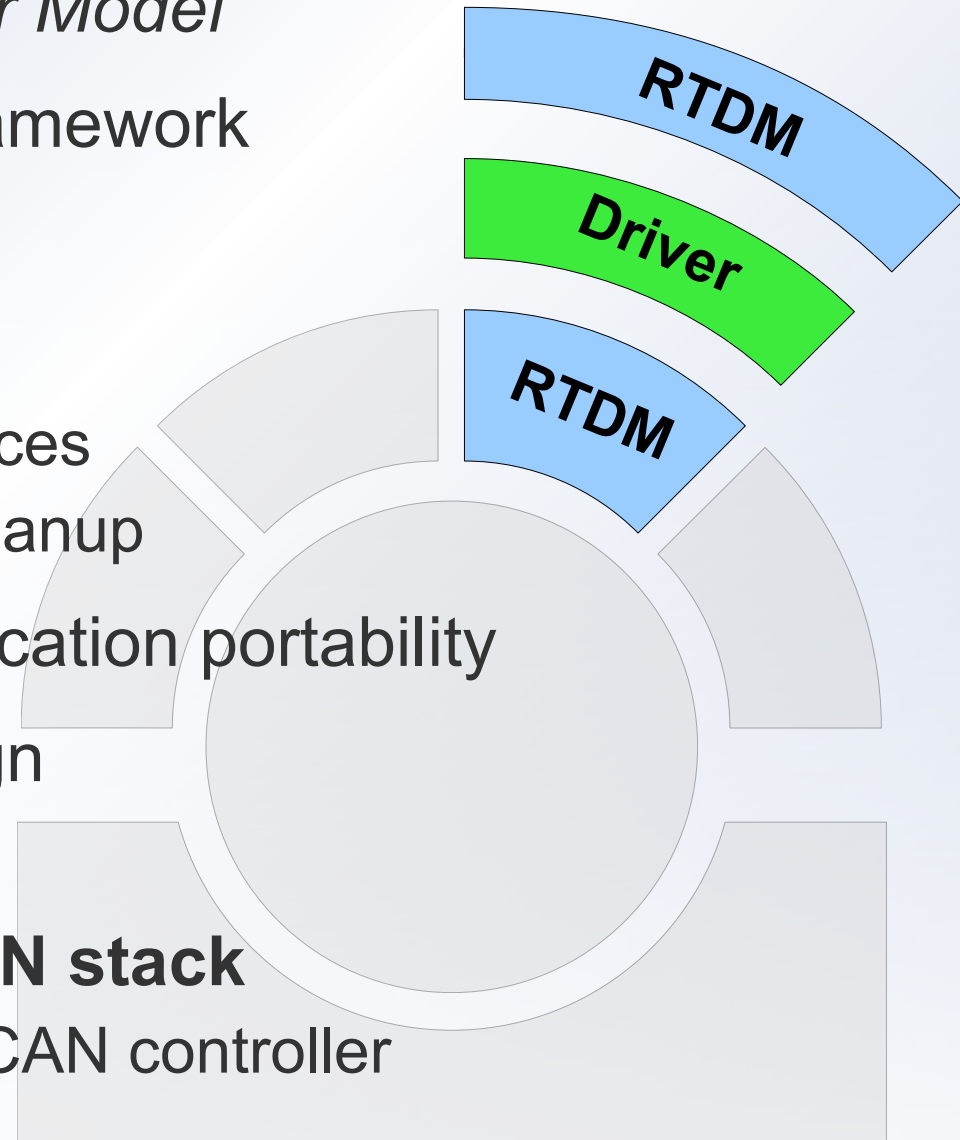 r Model
amework
RTDM
Driver
RTDM
ces
anup
cation portability
gn
N stack
CAN controller